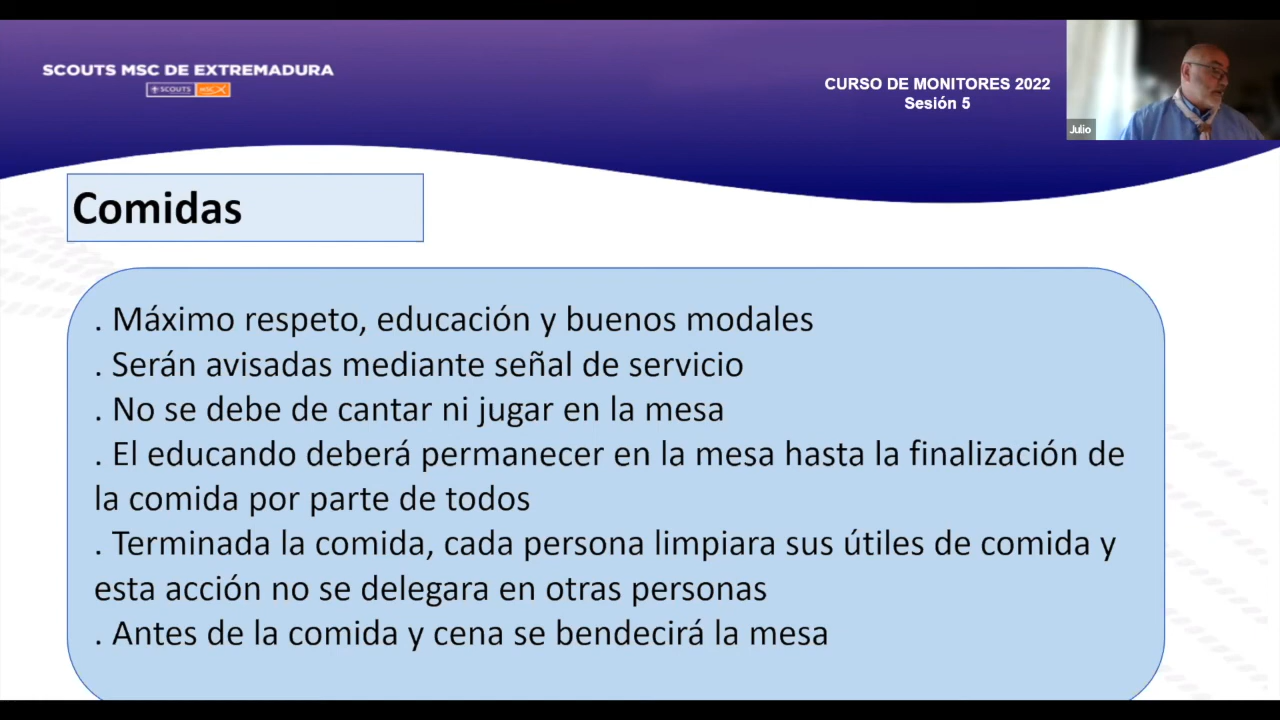 SCOUTS MSC DE EXTREMADURA
SCOUTS MSC
CURSO DE MONITORES 2022
Sesión 5
Julio
Comidas
. Máximo respeto, educación y buenos modales
. Serán avisadas mediante señal de servicio
. No se debe de cantar ni jugar en la mesa
. El educando deberá permanecer en la mesa hasta la finalización de
la comida por parte de todos
. Terminada la comida, cada persona limpiara sus útiles de comida y
esta acción no se delegara en otras personas
. Antes de la comida y cena se bendecirá la mesa